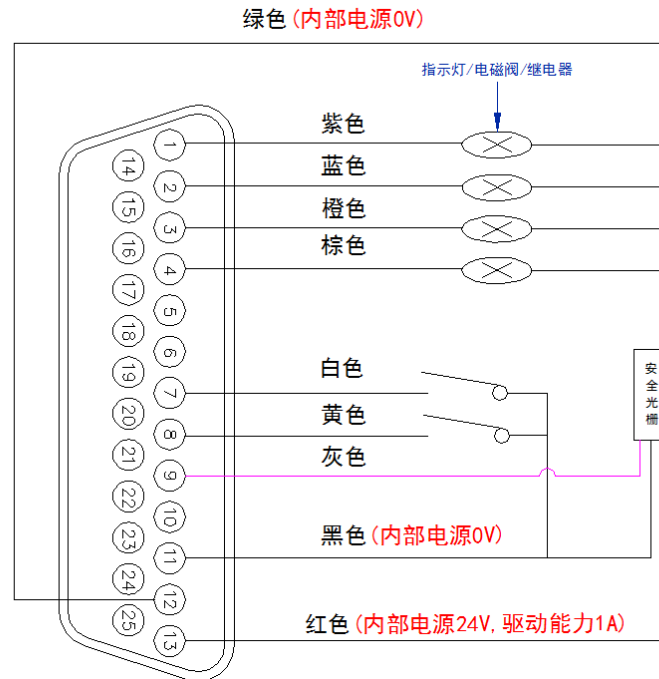 绿色(内部电源0V)
指示灯/电磁阀/继电器
紫色
蓝色
橙色
棕色
白色
黄色
灰色
黑色(内部电源0V)
红色(内部电源24V,驱动能力1A)
安
全
光
栅
1
2
3
4
5
6
7
8
9
10
11
12
13
14
15
16
17
18
19
20
21
22
23
24
25